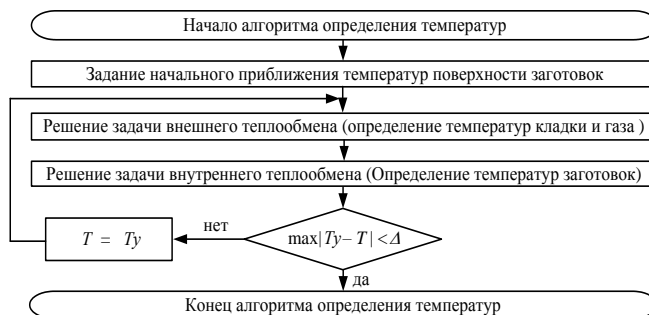 Начало алгоритма определения температур
Задание начального приближения температур поверхности заготовок
Решение задачи внешнего теплообмена (определение температур кладки и газа )
Решение задачи внутреннего теплообмена (Определение температур заготовок)
нет
T = Ty
max|Ty – T | < Δ
да
Конец алгоритма определения температур